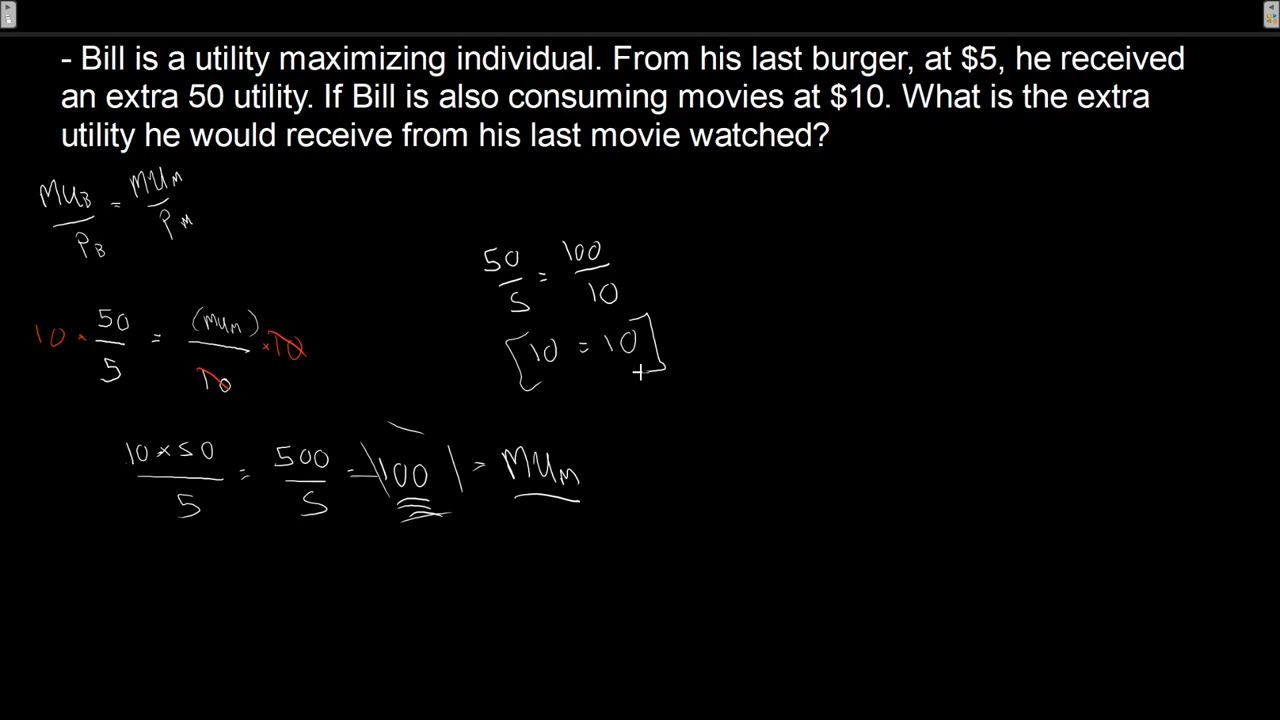 - Bill is a utility maximizing individual. From his last burger, at $5, he received
an extra 50 utility. If Bill is also consuming movies at $10. What is the extra
utility he would receive from his last movie watched?
MU_B/P_B = MU_M/P_M
50/5 = 100/10
[10 = 10]
10 × 50/5 = (MU_M)/10 × 10
10 × 50/5 = 500/5 = 100 = MU_M